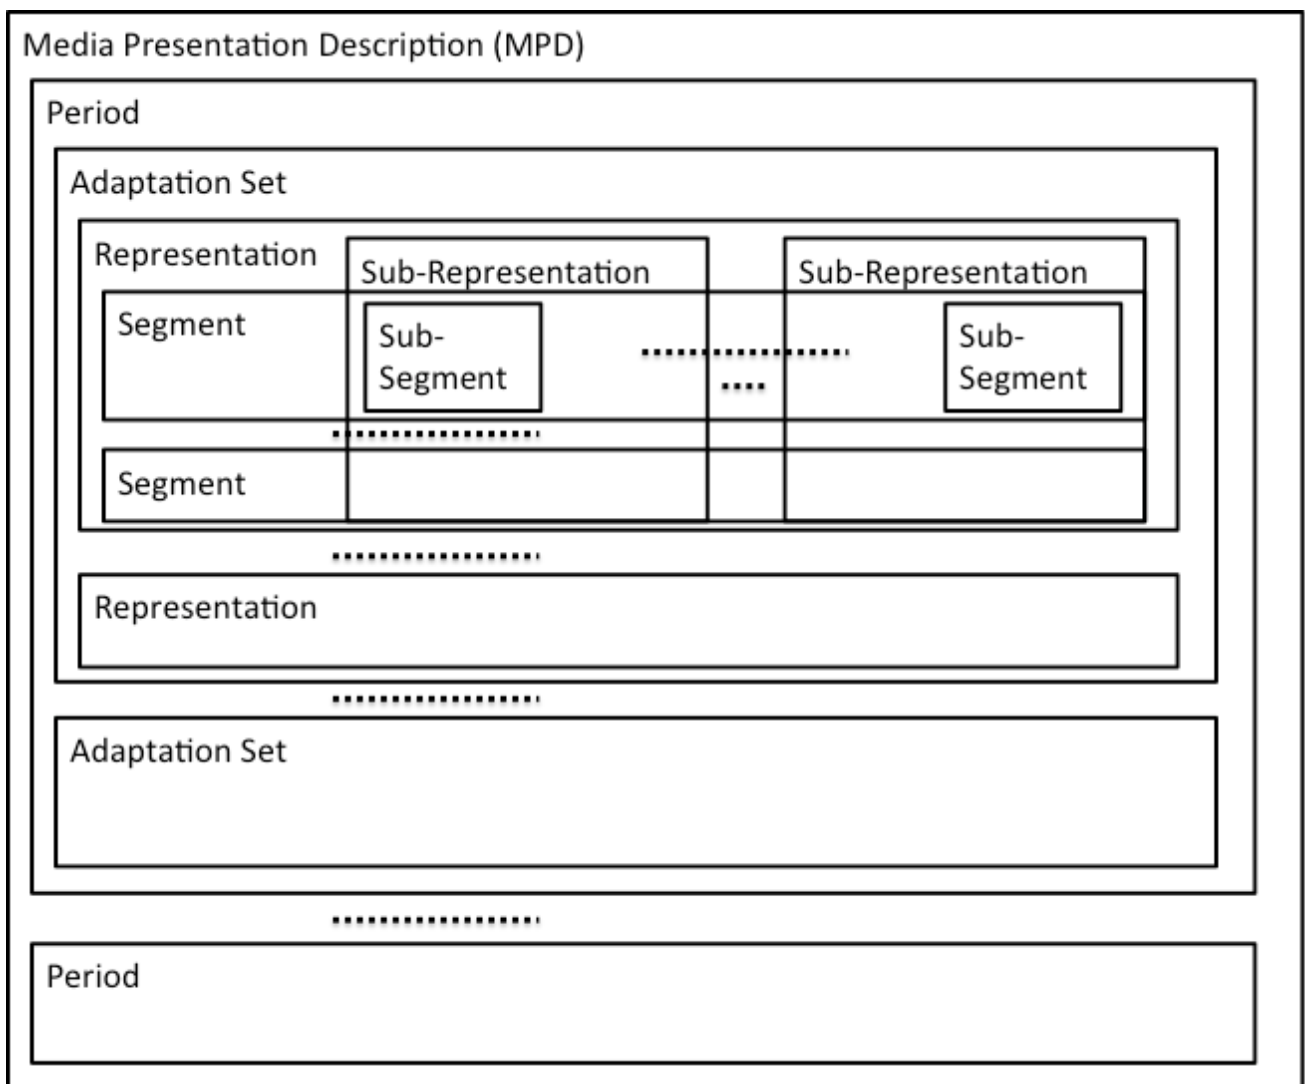 Media Presentation Description (MPD)
Period
Adaptation Set
Representation
Sub-Representation
Sub-Representation
Segment
Sub-
Segment
Sub-
Segment
Segment
Representation
Adaptation Set
Period